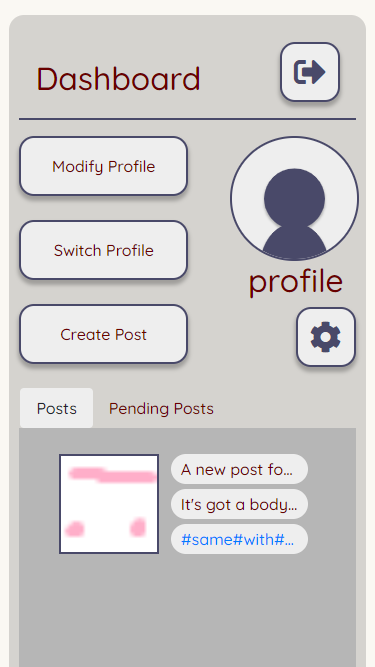 Dashboard
Modify Profile
Switch Profile
profile
Create Post
Posts
Pending Posts
A new post fo...
It's got a body...
#same#with#...